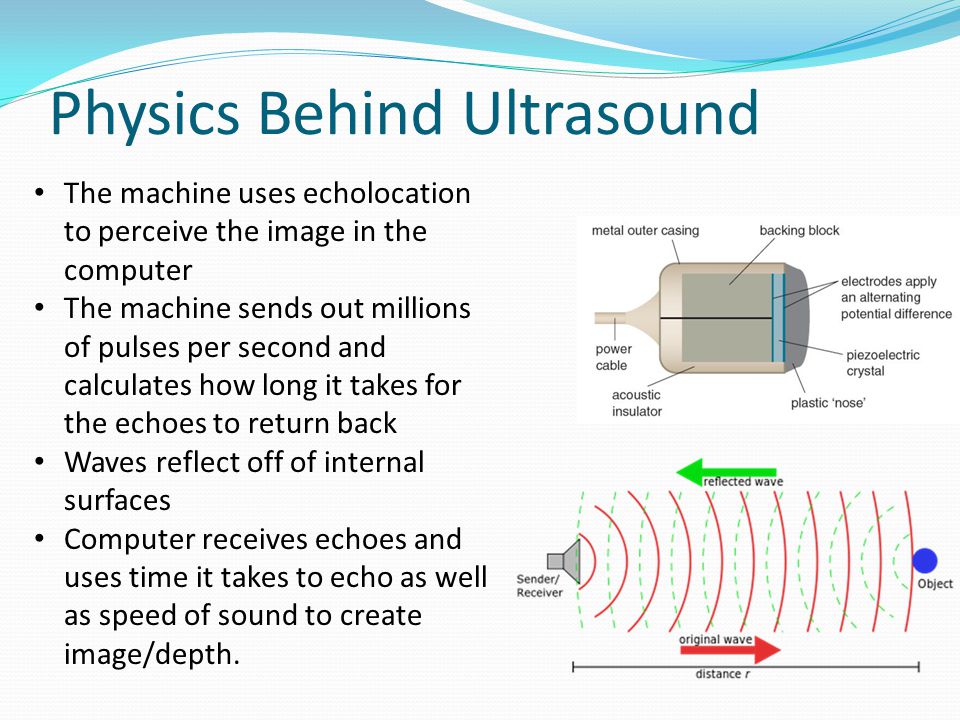 Physics Behind Ultrasound
• The machine uses echolocation
to perceive the image in the
computer
• The machine sends out millions
of pulses per second and
calculates how long it takes for
the echoes to return back
• Waves reflect off of internal
surfaces
• Computer receives echoes and
uses time it takes to echo as well
as speed of sound to create
image/depth.
metal outer casing
backing block
electrodes apply
an alternating
potential difference
power
cable
piezoelectric
crystal
acoustic
insulator
plastic ‘nose’
reflected wave
Sender/
Receiver
Object
original wave
distance r